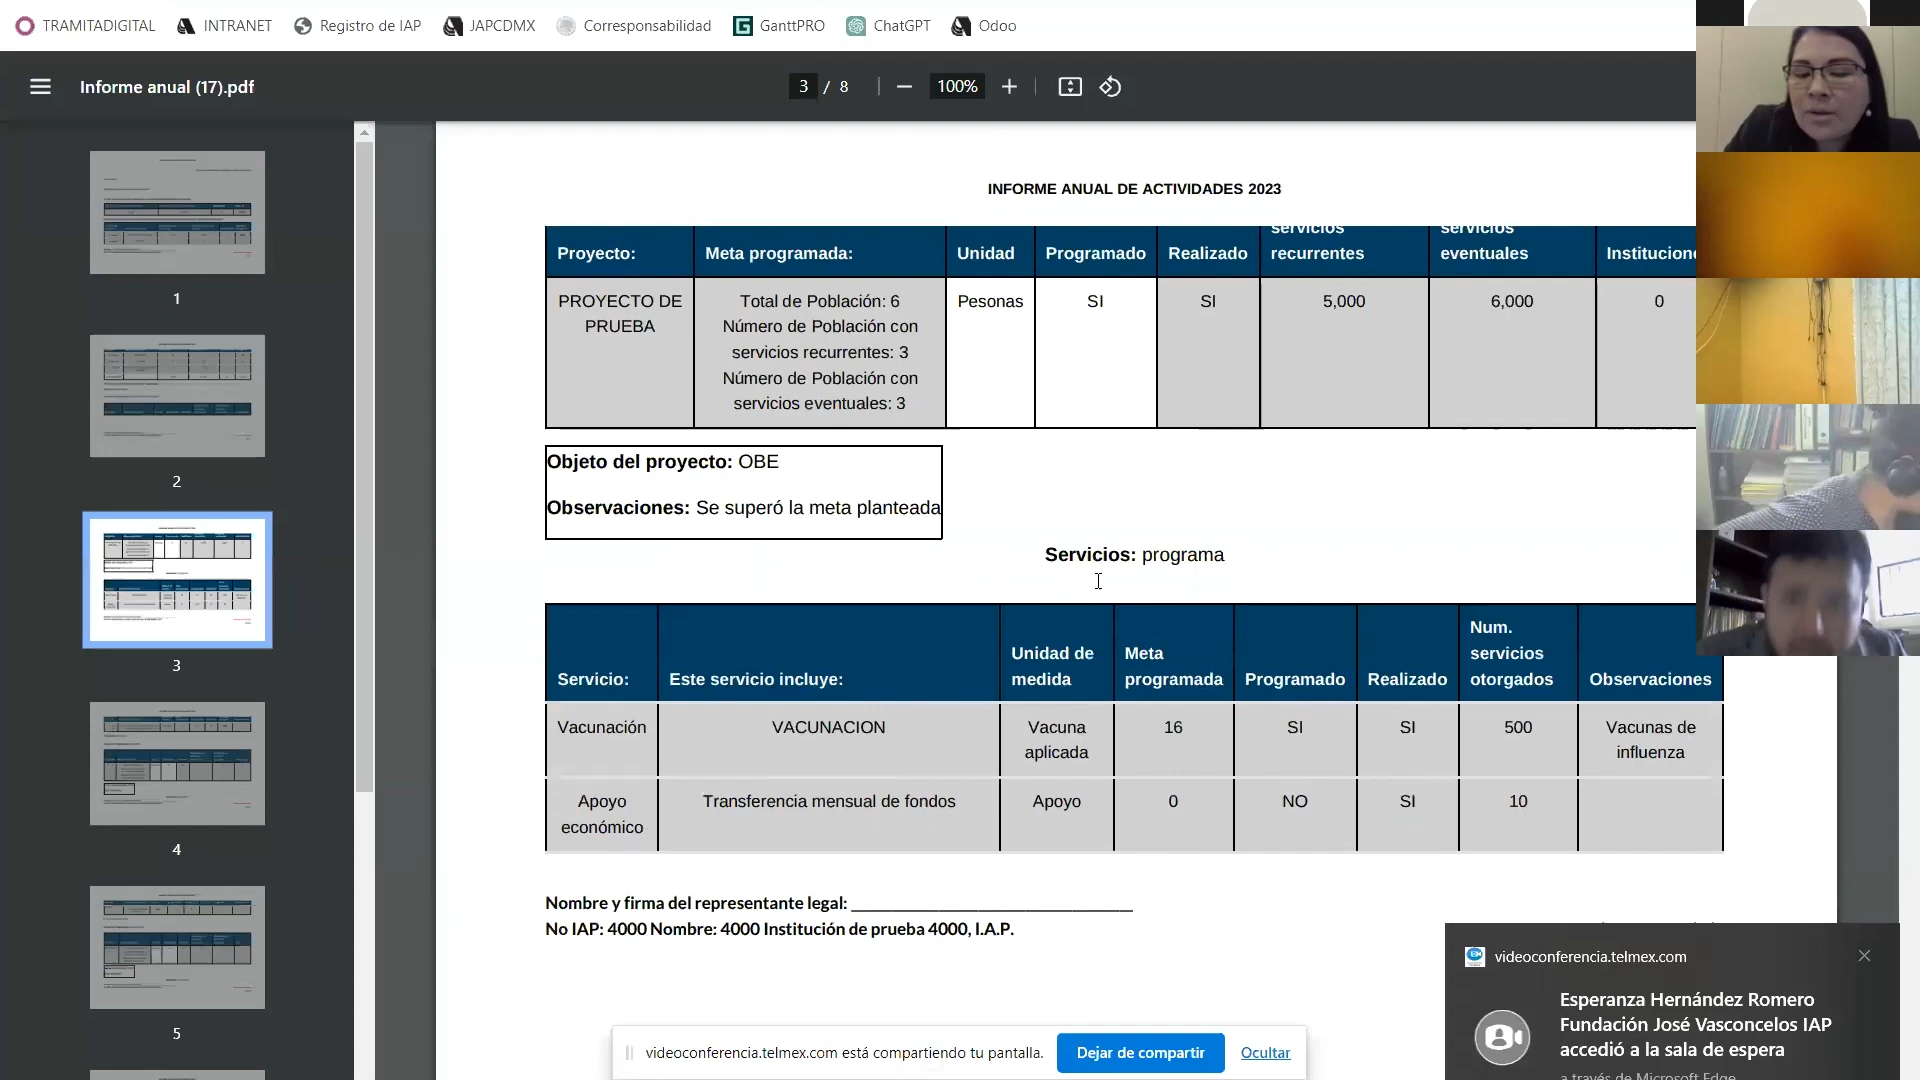 TRAMITADIGITAL INTRANET Registro de IAP JAPCDMX Corresponsabilidad GanttPRO ChatGPT Odoo
Informe anual (17).pdf 3 / 8 100%
INFORME ANUAL DE ACTIVIDADES 2023
servicios servicios
Proyecto: Meta programada: Unidad Programado Realizado recurrentes eventuales Institucione
PROYECTO DE Total de Población: 6 Pesonas SI SI 5,000 6,000 0
PRUEBA Número de Población con
servicios recurrentes: 3
Número de Población con
servicios eventuales: 3
Objeto del proyecto: OBE
Observaciones: Se superó la meta planteada
Servicios: programa
Num.
Unidad de Meta servicios
Servicio: Este servicio incluye: medida programada Programado Realizado otorgados Observaciones
Vacunación VACUNACION Vacuna 16 SI SI 500 Vacunas de
aplicada influenza
Apoyo Transferencia mensual de fondos Apoyo 0 NO SI 10
económico
Nombre y firma del representante legal: ______________________________
No IAP: 4000 Nombre: 4000 Institución de prueba 4000, I.A.P.
1
2
3
4
5
videoconferencia.telmex.com
Esperanza Hernández Romero
Fundación José Vasconcelos IAP
accedió a la sala de espera
a través de Microsoft Edge
videoconferencia.telmex.com está compartiendo tu pantalla. Dejar de compartir Ocultar